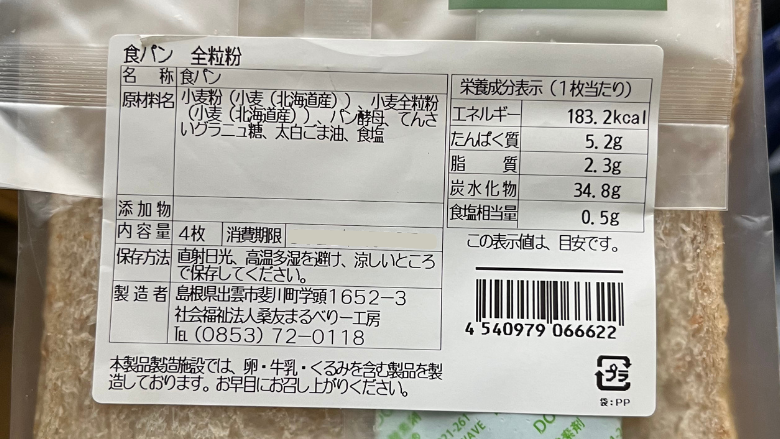 食パン 全粒粉
名 称 食パン
原材料名 小麦粉(小麦(北海道産))、小麦全粒粉
(小麦(北海道産))、パン酵母、てんさ
いグラニュ糖、太白ごま油、食塩
添加物
内容量 4枚 消費期限
保存方法 直射日光、高温多湿を避け、涼しいところ
で保存してください。
製造者 島根県出雲市斐川町学頭1652-3
社会福祉法人桑友まるべりー工房
℡(0853)72-0118
本製品製造施設では、卵・牛乳・くるみを含む製品を製
造しております。お早目にお召し上がりください。
栄養成分表示(1枚当たり)
エネルギー 183.2kcal
たんぱく質 5.2g
脂 質 2.3g
炭水化物 34.8g
食塩相当量 0.5g
この表示値は、目安です。
4 540979 066622
プラ
袋:PP